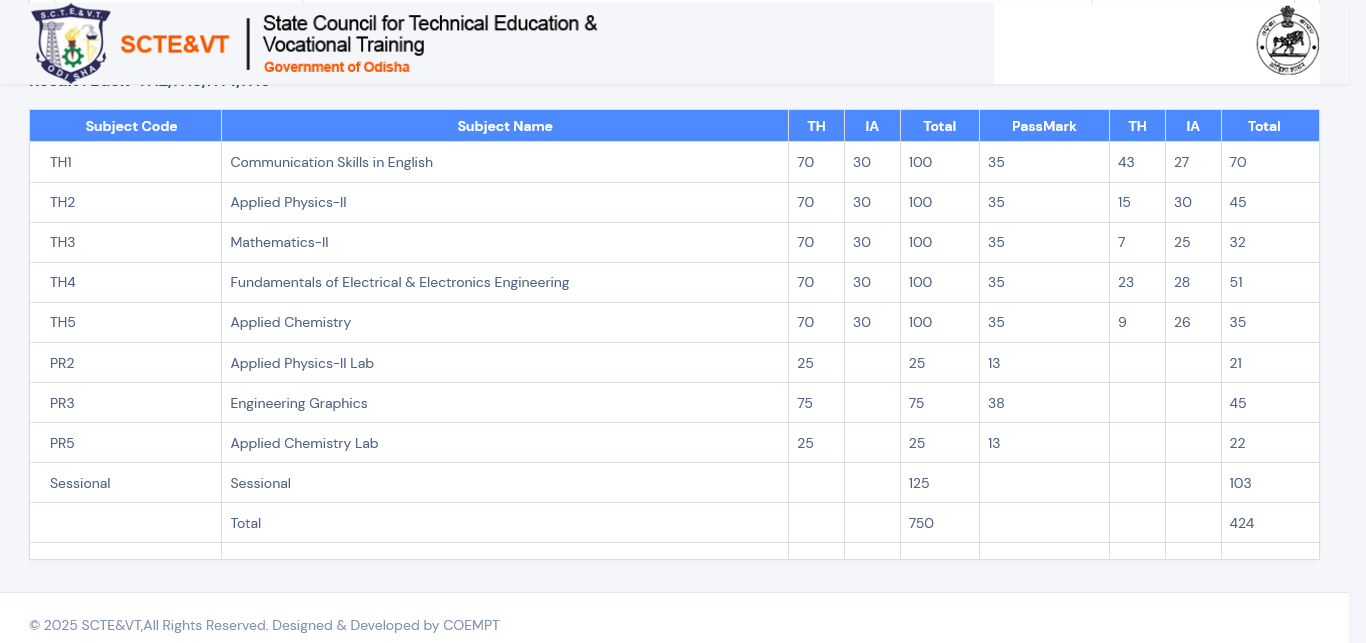 S.C.T.E.&V.T.
ODISHA
SCTE&VT
State Council for Technical Education &
Vocational Training
Government of Odisha
Subject Code Subject Name TH IA Total PassMark TH IA Total
TH1 Communication Skills in English 70 30 100 35 43 27 70
TH2 Applied Physics-II 70 30 100 35 15 30 45
TH3 Mathematics-II 70 30 100 35 7 25 32
TH4 Fundamentals of Electrical & Electronics Engineering 70 30 100 35 23 28 51
TH5 Applied Chemistry 70 30 100 35 9 26 35
PR2 Applied Physics-II Lab 25 25 13 21
PR3 Engineering Graphics 75 75 38 45
PR5 Applied Chemistry Lab 25 25 13 22
Sessional Sessional 125 103
Total 750 424
© 2025 SCTE&VT,All Rights Reserved. Designed & Developed by COEMPT